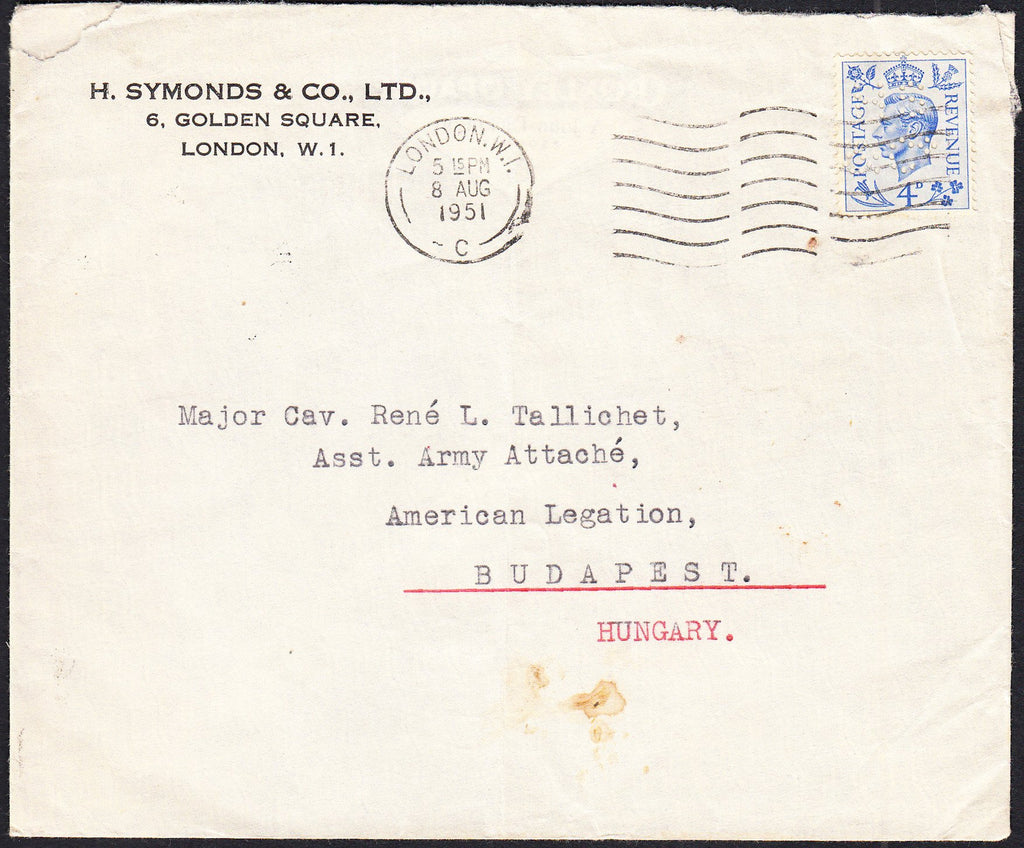 H. SYMONDS & CO., LTD.,
6, GOLDEN SQUARE,
LONDON, W.1.
LONDON. W.1.
5 15 PM
8 AUG
1951
C
POSTAGE
REVENUE
4D
Major Cav. René L. Tallichet,
Asst. Army Attaché,
American Legation,
BUDAPEST.
HUNGARY.